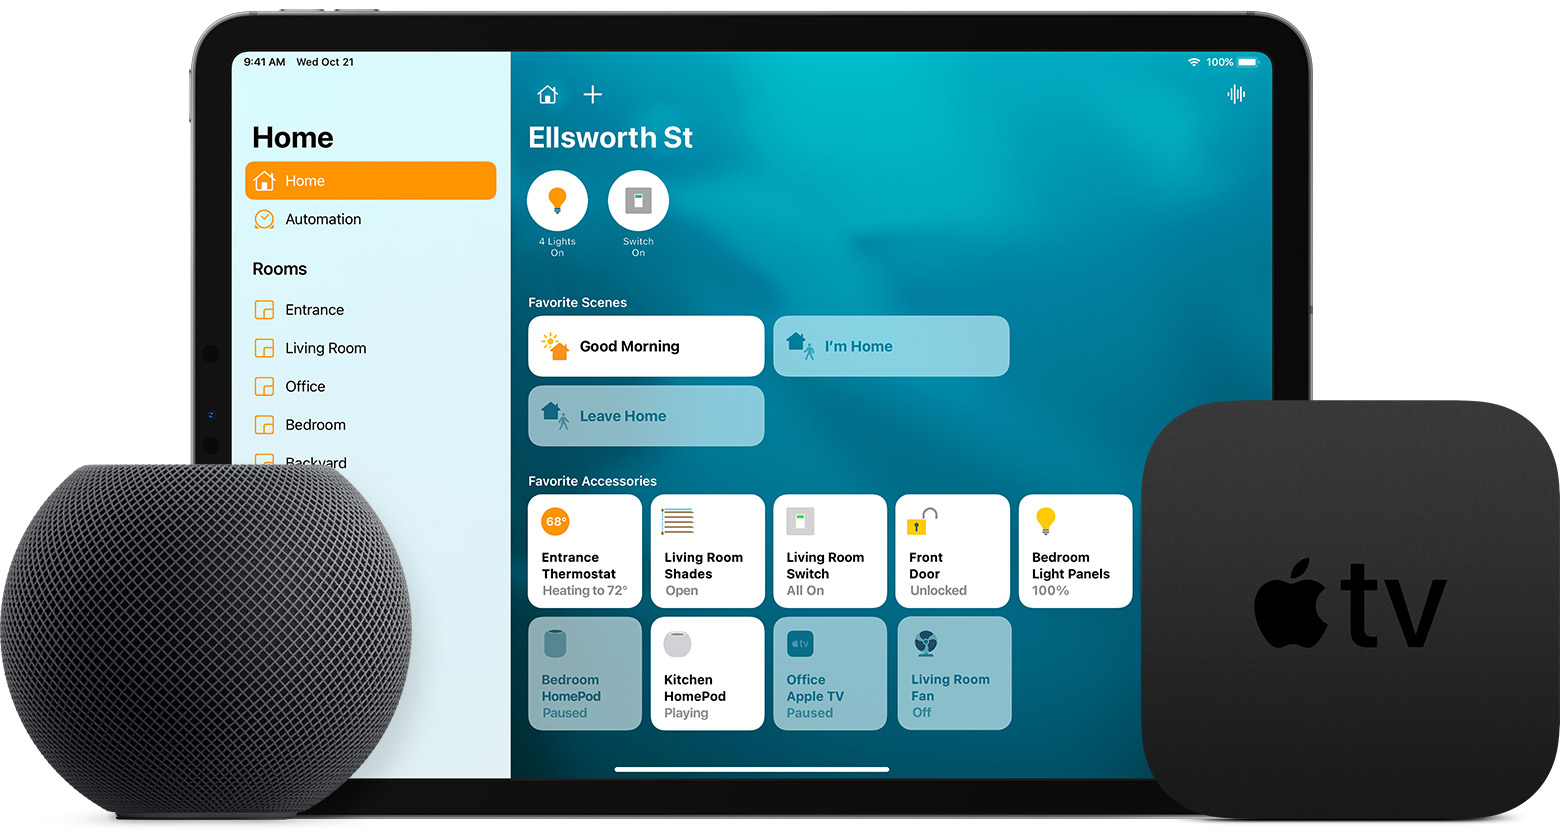 9:41 AM Wed Oct 21
100%
Home
Home
Automation
Rooms
Entrance
Living Room
Office
Bedroom
Backyard
Ellsworth St
4 Lights
On
Switch
On
Favorite Scenes
Good Morning
I'm Home
Leave Home
Favorite Accessories
68°
Entrance
Thermostat
Heating to 72°
Living Room
Shades
Open
Living Room
Switch
All On
Front
Door
Unlocked
Bedroom
Light Panels
100%
Bedroom
HomePod
Paused
Kitchen
HomePod
Playing
tv
Office
Apple TV
Paused
Living Room
Fan
Off
tv